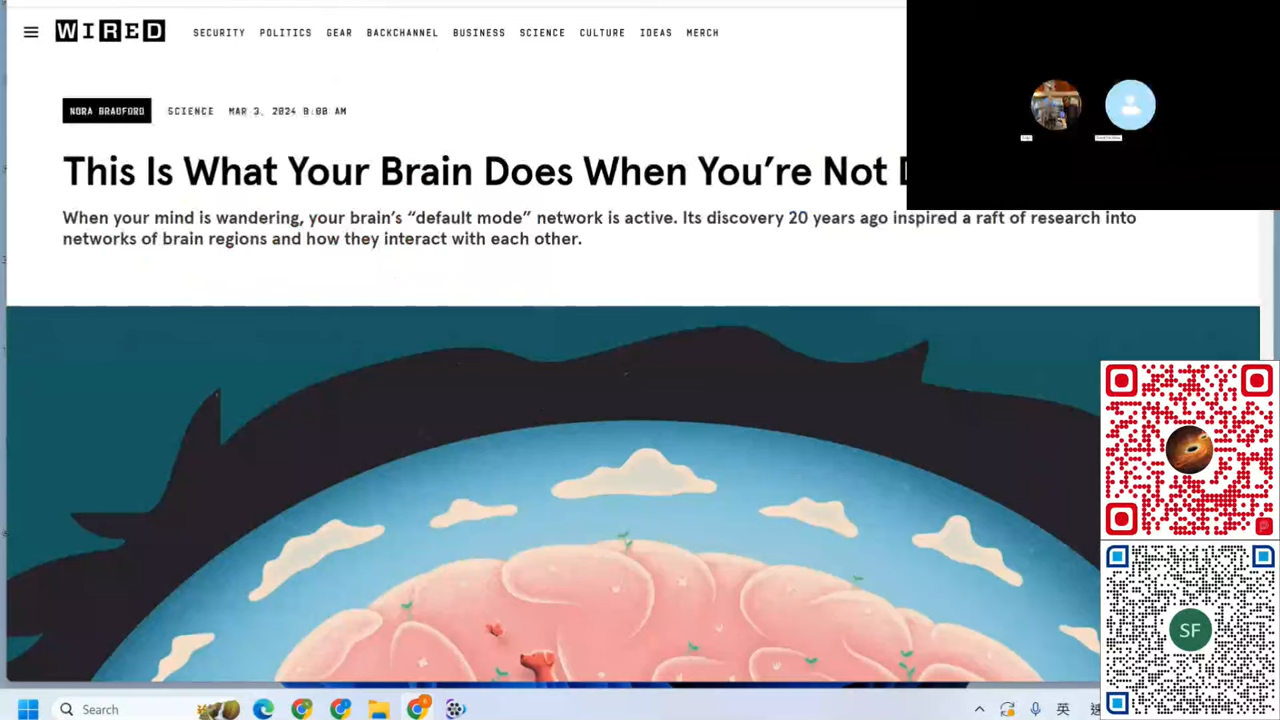 WIRED
SECURITY POLITICS GEAR BACKCHANNEL BUSINESS SCIENCE CULTURE IDEAS MERCH
NORA BRADFORD SCIENCE MAR 3, 2024 8:00 AM
This Is What Your Brain Does When You’re Not
When your mind is wandering, your brain’s “default mode” network is active. Its discovery 20 years ago inspired a raft of research into
networks of brain regions and how they interact with each other.
SF
Search
英